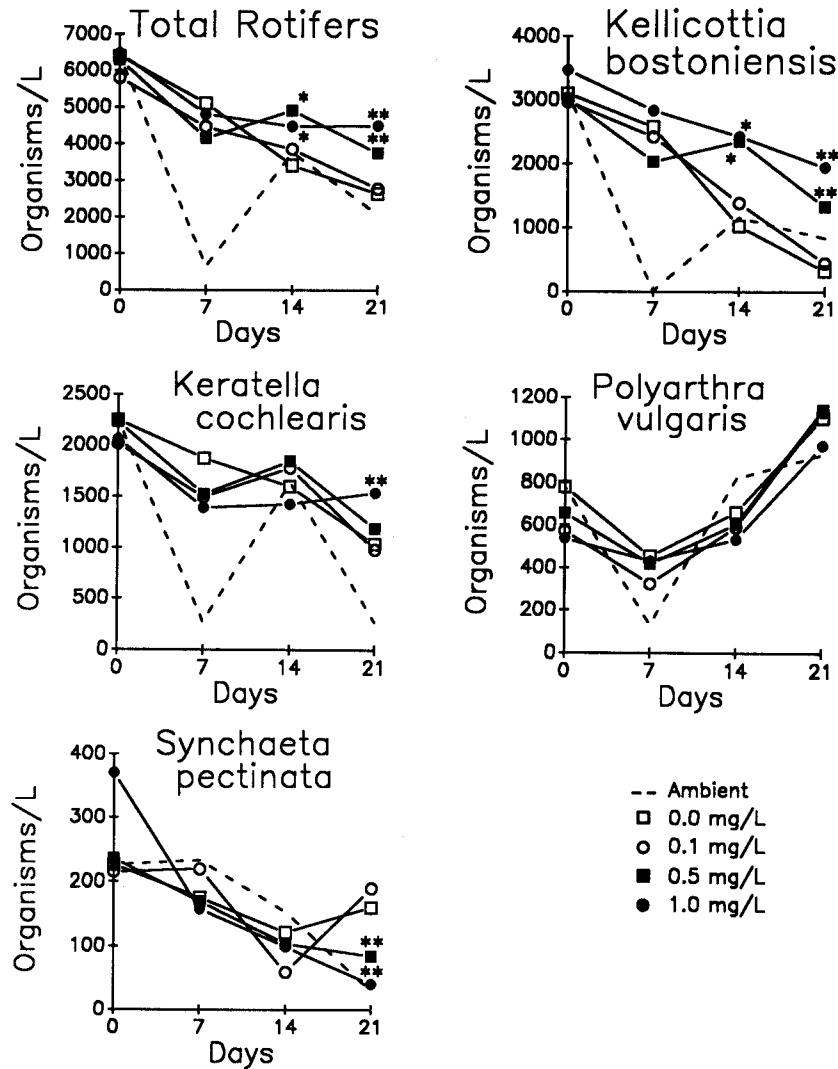 Total Rotifers
Organisms/L
7000
6000
5000
4000
3000
2000
1000
0
*
*
**
**
0 7 14 21
Days
Kellicottia
bostoniensis
Organisms/L
4000
3000
2000
1000
0
*
*
**
**
0 7 14 21
Days
Keratella
cochlearis
Organisms/L
2500
2000
1500
1000
500
0
**
0 7 14 21
Days
Polyarthra
vulgaris
Organisms/L
1200
1000
800
600
400
200
0
0 7 14 21
Days
Synchaeta
pectinata
Organisms/L
400
300
200
100
0
**
**
0 7 14 21
Days
Ambient
0.0 mg/L
0.1 mg/L
0.5 mg/L
1.0 mg/L